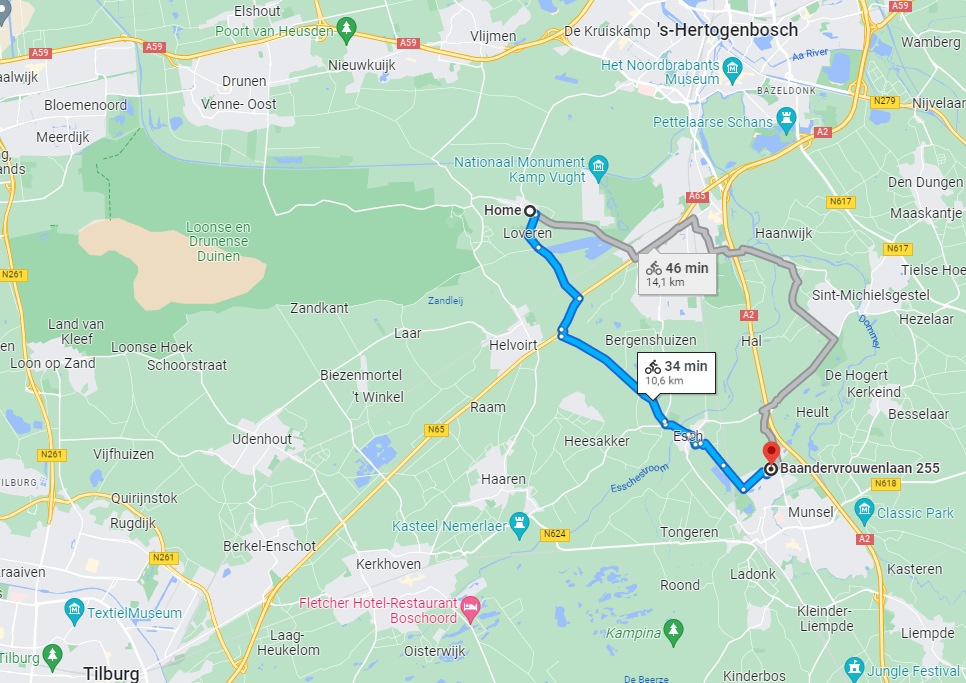 Elshout
Poort van Heusden
A59
A59
A59
A59
Vlijmen
De Kruiskamp
's-Hertogenbosch
Wamberg
Aa River
Nieuwkuijk
Het Noordbrabants
Museum
aalwijk
Drunen
BAZELDONK
Bloemenoord
Venne- Oost
N279
Nijvelaar
Pettelaarse Schans
A2
Meerdijk
Nationaal Monument
Kamp Vught
Den Dungen
A65
N617
Maaskantje
Home
Loveren
Loonse en
Drunense
Duinen
Haanwijk
N617
46 min
14,1 km
Tielse Hoe
N261
Sint-Michielsgestel
Zandkant
Zandleij
A2
Dommel
Hezelaar
Land van
Kleef
Laar
Helvoirt
Bergenshuizen
Hal
Loonse Hoek
Loon op Zand
Schoorstraat
34 min
10,6 km
De Hogert
Biezenmortel
Kerkeind
't Winkel
Raam
Heult
Besselaar
N65
Heesakker
Esch
Udenhout
N261
Vijfhuizen
Baandervrouwenlaan 255
Haaren
Esschestroom
ILBURG
N618
Quirijnstok
Munsel
Classic Park
Rugdijk
Kasteel Nemerlaer
N624
Tongeren
A2
Berkel-Enschot
N261
Kerkhoven
Ladonk
Kasteren
raaiven
Roond
TextielMuseum
Fletcher Hotel-Restaurant
Boschoord
Kleinder-
Liempde
Kampina
Liempde
Laag-
Heukelom
Oisterwijk
Tilburg
Tilburg
De Beerze
Kinderbos
Jungle Festival